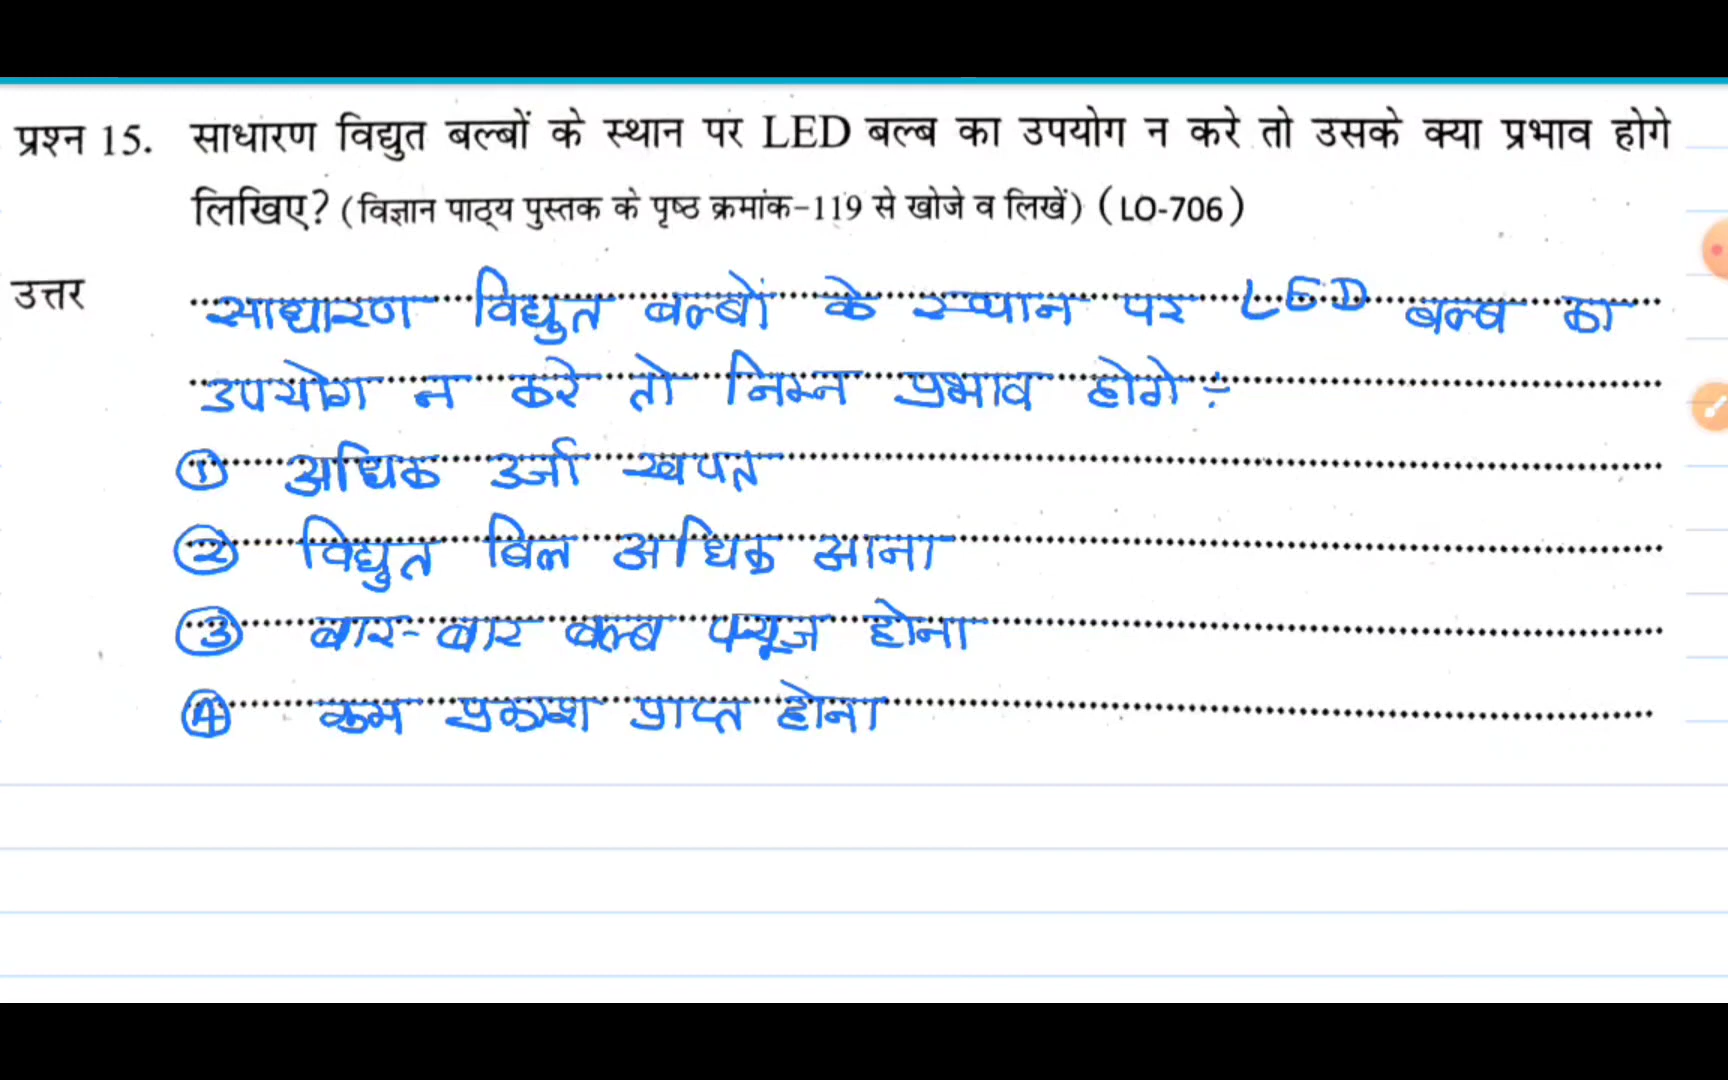 प्रश्न 15. साधारण विद्युत बल्बों के स्थान पर LED बल्ब का उपयोग न करे तो उसके क्या प्रभाव होगे
लिखिए? (विज्ञान पाठ्य पुस्तक के पृष्ठ क्रमांक-119 से खोजे व लिखें) (LO-706)
उत्तर साधारण विद्युत बल्बों के स्थान पर LED बल्ब का
उपयोग न करे तो निम्न प्रभाव होगे :-
① अधिक उर्जा खपत
② विद्युत बिल अधिक आना
③ बार-बार बल्ब फ्यूज होना
④ कम प्रकाश प्राप्त होना